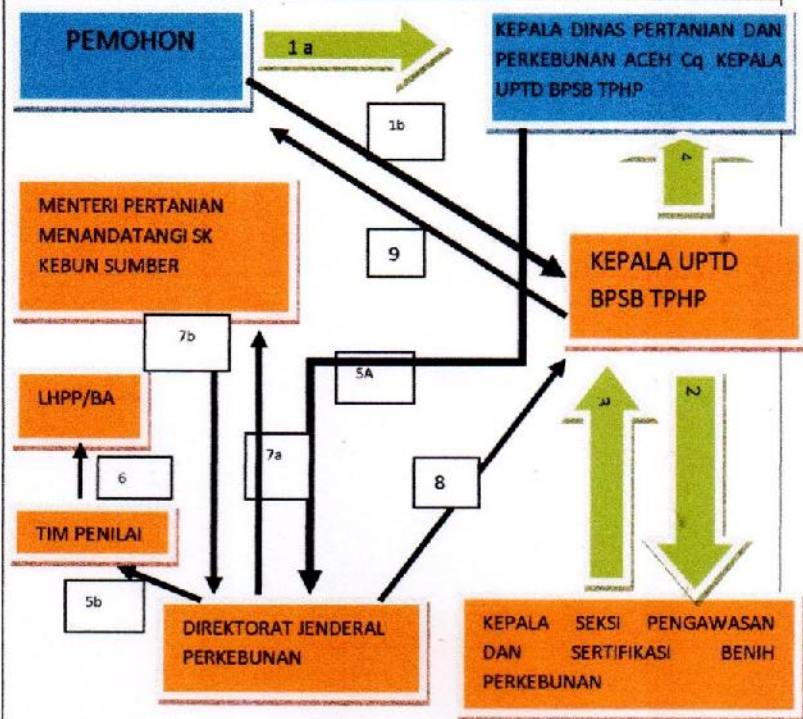 PEMOHON
1 a
KEPALA DINAS PERTANIAN DAN
PERKEBUNAN ACEH Cq KEPALA
UPTD BPSB TPHP
1b
4
MENTERI PERTANIAN
MENANDATANGI SK
KEBUN SUMBER
9
KEPALA UPTD
BPSB TPHP
7b
5A
LHPP/BA
3
2
6
7a
8
TIM PENILAI
5b
DIREKTORAT JENDERAL
PERKEBUNAN
KEPALA SEKSI PENGAWASAN
DAN SERTIFIKASI BENIH
PERKEBUNAN